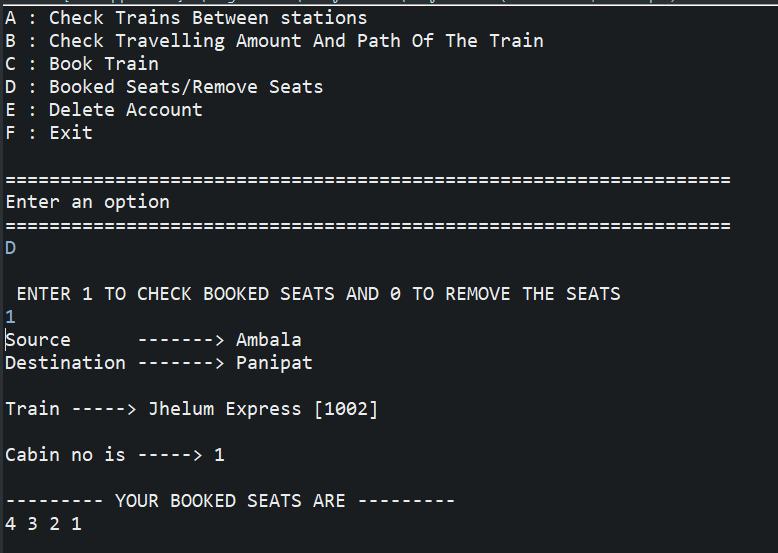 A : Check Trains Between stations
B : Check Travelling Amount And Path Of The Train
C : Book Train
D : Booked Seats/Remove Seats
E : Delete Account
F : Exit
==================================================================
Enter an option
==================================================================
D
ENTER 1 TO CHECK BOOKED SEATS AND 0 TO REMOVE THE SEATS
1
Source      -------> Ambala
Destination -------> Panipat
Train -----> Jhelum Express [1002]
Cabin no is -----> 1
--------- YOUR BOOKED SEATS ARE ---------
4 3 2 1